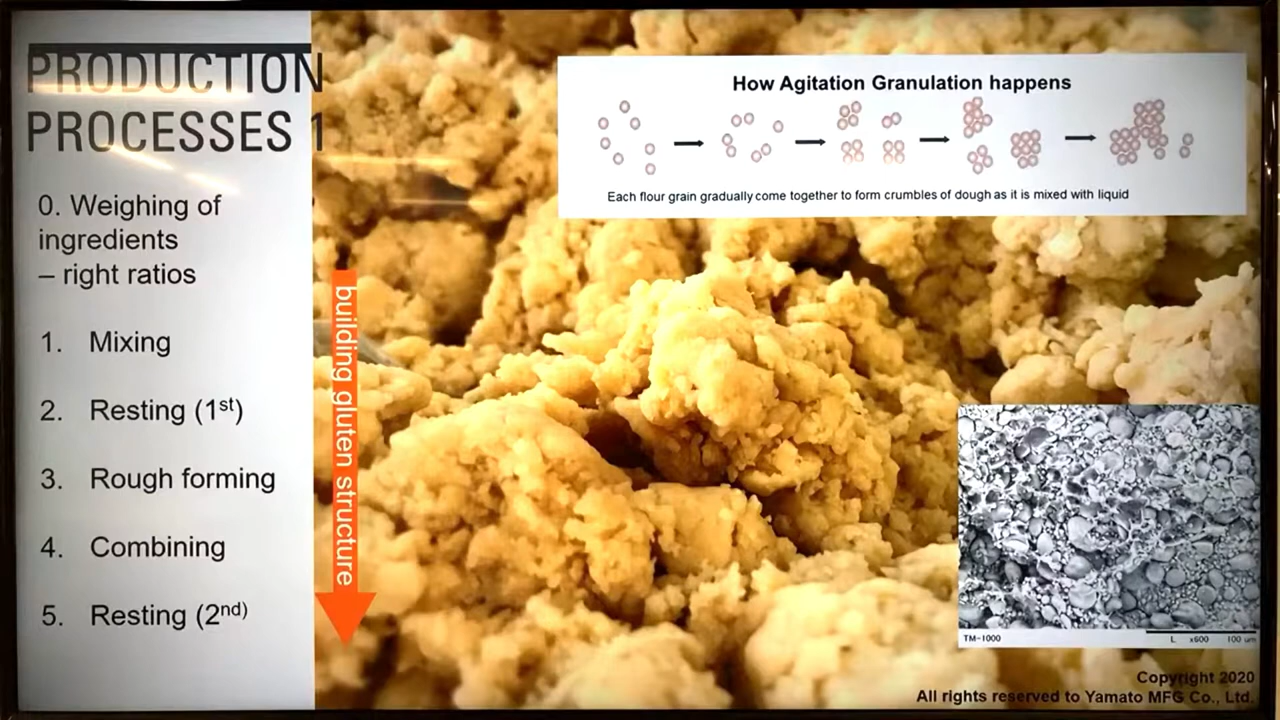 PRODUCTION
PROCESSES 1
0. Weighing of
ingredients
– right ratios
1. Mixing
2. Resting (1st)
3. Rough forming
4. Combining
5. Resting (2nd)
building gluten structure
How Agitation Granulation happens
Each flour grain gradually come together to form crumbles of dough as it is mixed with liquid
TM-1000
L x600 100 um
Copyright 2020
All rights reserved to Yamato MFG Co., Ltd.